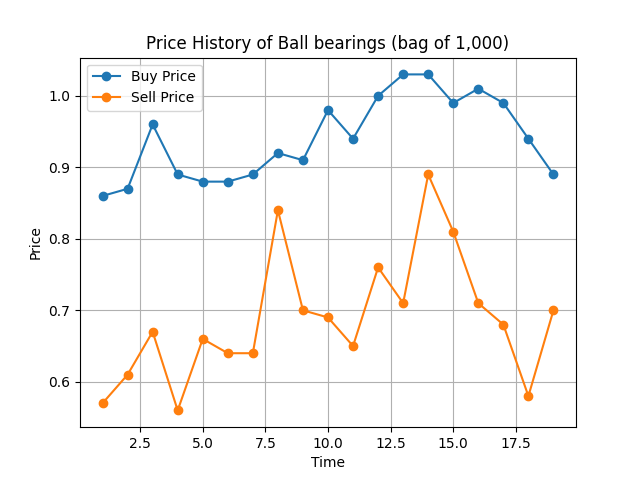 Price History of Ball bearings (bag of 1,000)
Buy Price
Sell Price
1.0
0.9
0.8
0.7
0.6
Price
2.5 5.0 7.5 10.0 12.5 15.0 17.5
Time